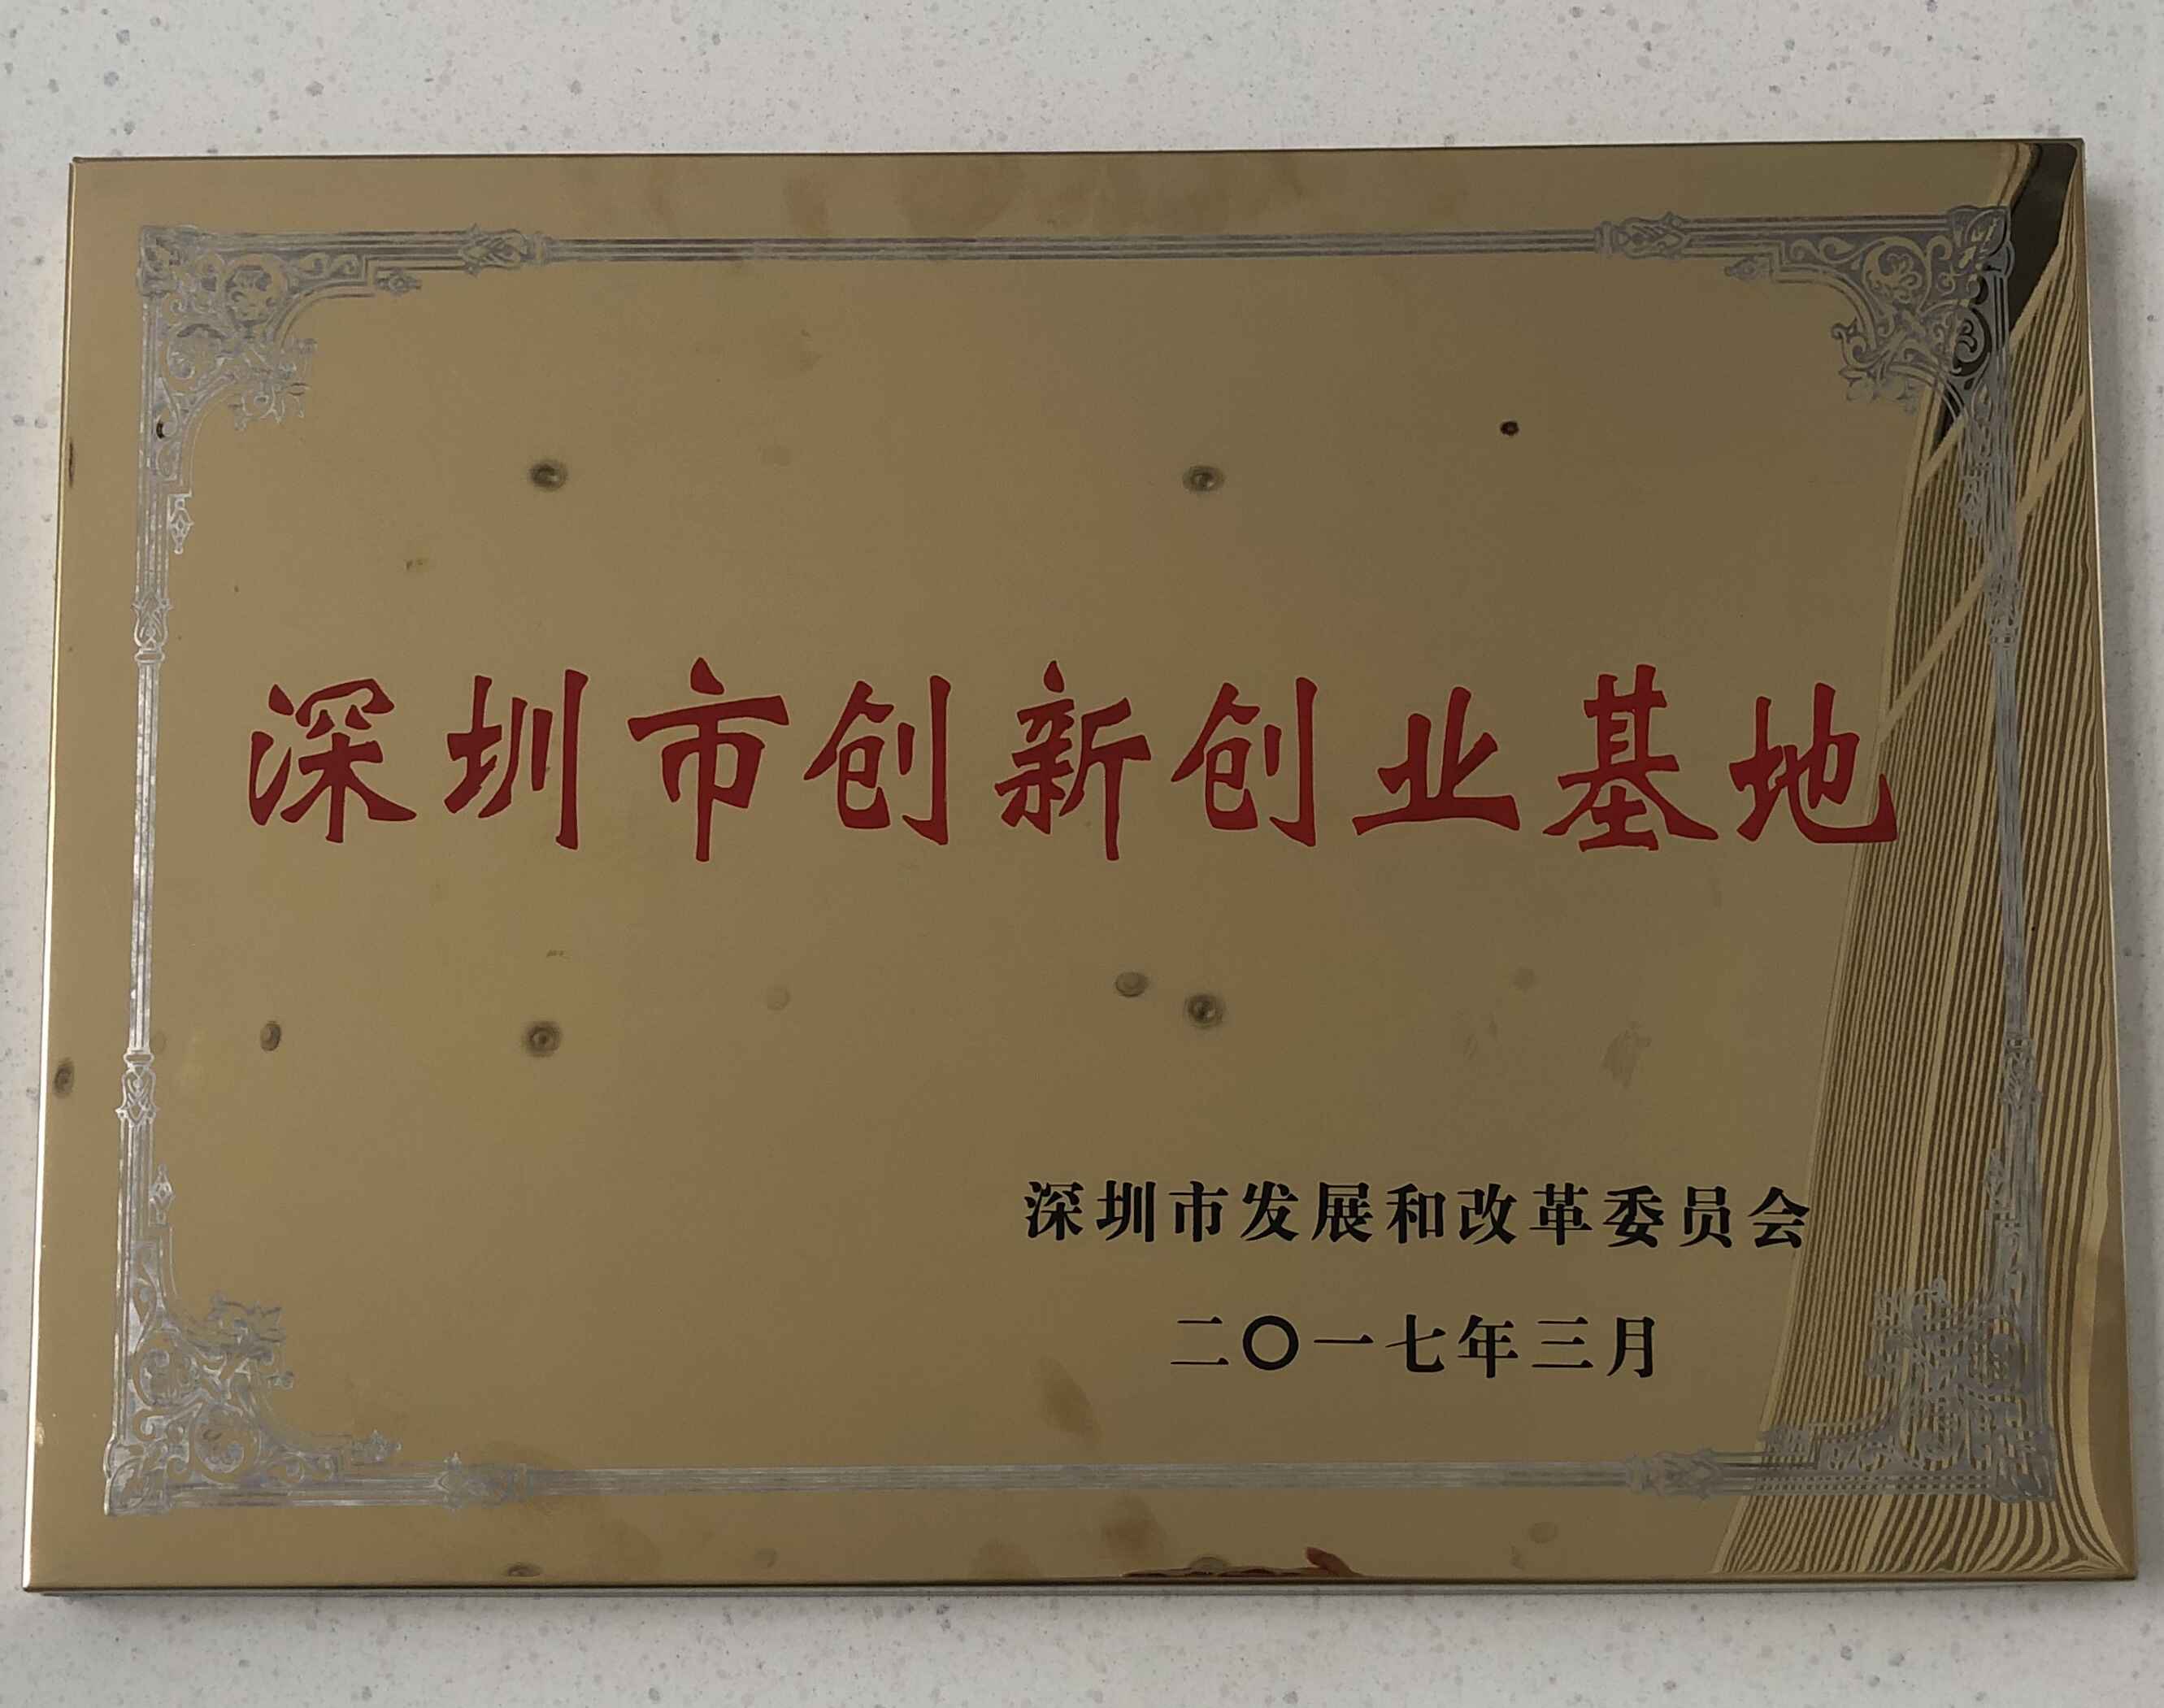 深圳市创新创业基地
深圳市发展和改革委员会
二〇一七年三月